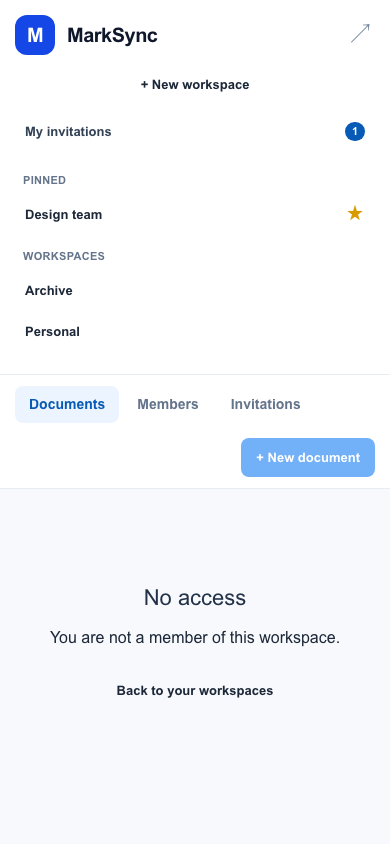 M MarkSync
+ New workspace
My invitations 1
PINNED
Design team
WORKSPACES
Archive
Personal
Documents Members Invitations
+ New document
No access
You are not a member of this workspace.
Back to your workspaces